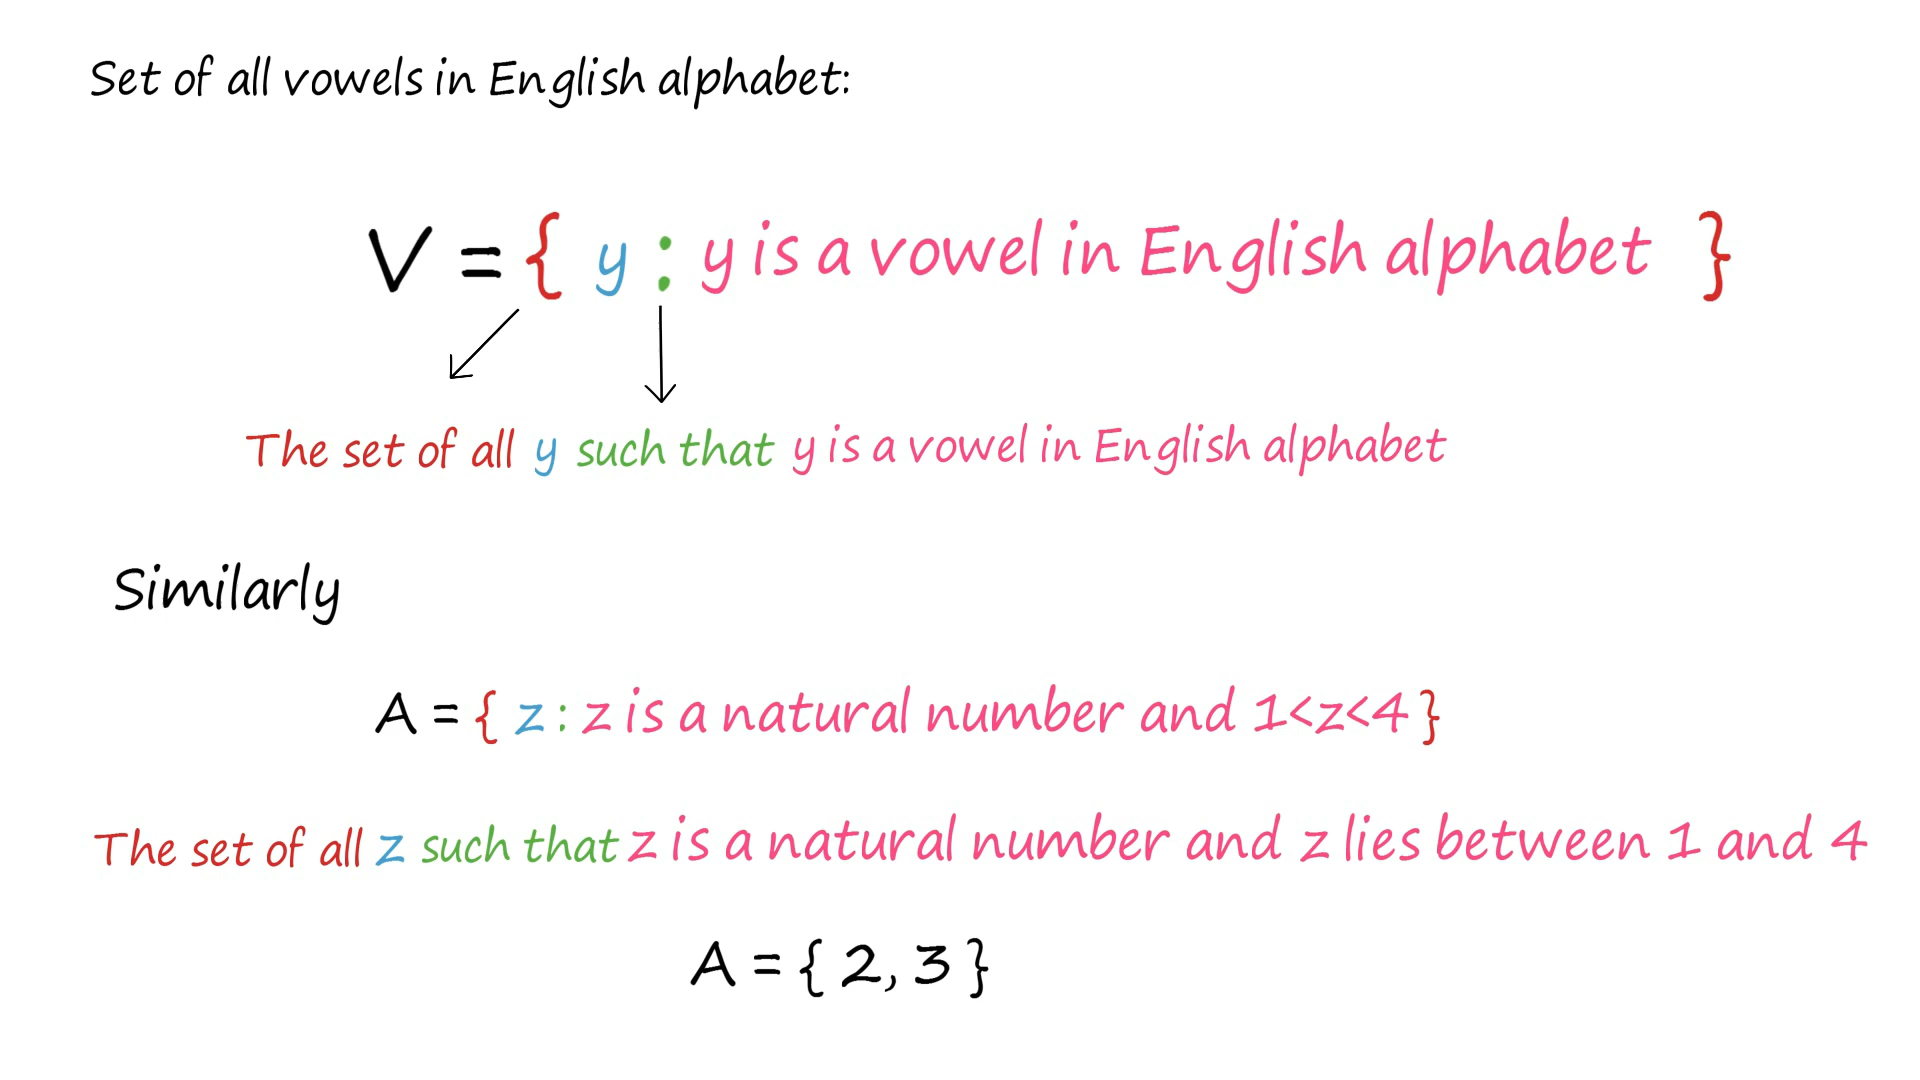 Set of all vowels in English alphabet:
V = { y : y is a vowel in English alphabet }
The set of all y such that y is a vowel in English alphabet
Similarly
A = { z : z is a natural number and 1<z<4 }
The set of all z such that z is a natural number and z lies between 1 and 4
A = { 2, 3 }